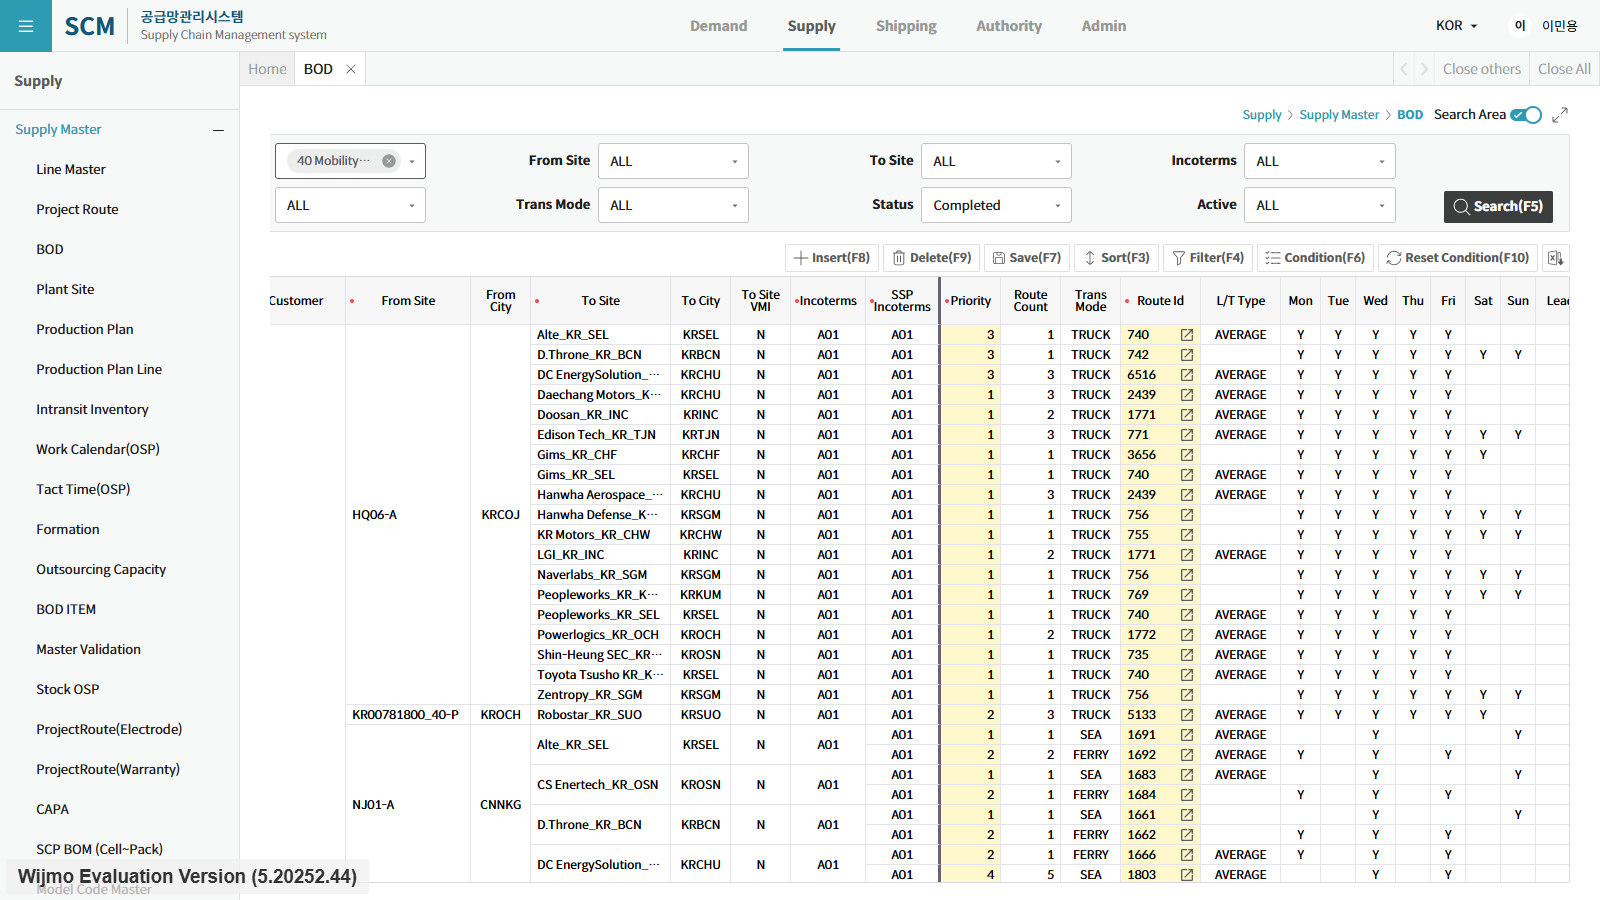 SCM
공급망관리시스템
Supply Chain Management system
Demand
Supply
Shipping
Authority
Admin
KOR
이
이민용
Supply
Home
BOD
Close others
Close All
Supply > Supply Master > BOD
Search Area
Supply Master
Line Master
Project Route
BOD
Plant Site
Production Plan
Production Plan Line
Intransit Inventory
Work Calendar(OSP)
Tact Time(OSP)
Formation
Outsourcing Capacity
BOD ITEM
Master Validation
Stock OSP
ProjectRoute(Electrode)
ProjectRoute(Warranty)
CAPA
SCP BOM (Cell~Pack)
Model Code Master
Wijmo Evaluation Version (5.20252.44)
40 Mobility···
From Site ALL
To Site ALL
Incoterms ALL
ALL
Trans Mode ALL
Status Completed
Active ALL
Search(F5)
Insert(F8) Delete(F9) Save(F7) Sort(F3) Filter(F4) Condition(F6) Reset Condition(F10)
Customer From Site From City To Site To City To Site VMI Incoterms SSP Incoterms Priority Route Count Trans Mode Route Id L/T Type Mon Tue Wed Thu Fri Sat Sun Lead
HQ06-A KRCOJ
Alte_KR_SEL KRSEL N A01 A01 3 1 TRUCK 740 AVERAGE Y Y Y Y Y
D.Throne_KR_BCN KRBCN N A01 A01 3 1 TRUCK 742 Y Y Y Y Y Y Y
DC EnergySolution_··· KRCHU N A01 A01 3 3 TRUCK 6516 AVERAGE Y Y Y Y Y
Daechang Motors_K··· KRCHU N A01 A01 1 3 TRUCK 2439 AVERAGE Y Y Y Y Y
Doosan_KR_INC KRINC N A01 A01 1 2 TRUCK 1771 AVERAGE Y Y Y Y Y
Edison Tech_KR_TJN KRTJN N A01 A01 1 3 TRUCK 771 AVERAGE Y Y Y Y Y Y Y
Gims_KR_CHF KRCHF N A01 A01 1 1 TRUCK 3656 Y Y Y Y Y Y
Gims_KR_SEL KRSEL N A01 A01 1 1 TRUCK 740 AVERAGE Y Y Y Y Y
Hanwha Aerospace_··· KRCHU N A01 A01 1 3 TRUCK 2439 AVERAGE Y Y Y Y Y
Hanwha Defense_K··· KRSGM N A01 A01 1 1 TRUCK 756 Y Y Y Y Y Y Y
KR Motors_KR_CHW KRCHW N A01 A01 1 1 TRUCK 755 Y Y Y Y Y Y Y
LGI_KR_INC KRINC N A01 A01 1 2 TRUCK 1771 AVERAGE Y Y Y Y Y
Naverlabs_KR_SGM KRSGM N A01 A01 1 1 TRUCK 756 Y Y Y Y Y Y Y
Peopleworks_KR_K··· KRKUM N A01 A01 1 1 TRUCK 769 Y Y Y Y Y Y Y
Peopleworks_KR_SEL KRSEL N A01 A01 1 1 TRUCK 740 AVERAGE Y Y Y Y Y
Powerlogics_KR_OCH KROCH N A01 A01 1 2 TRUCK 1772 AVERAGE Y Y Y Y Y
Shin-Heung SEC_KR··· KROSN N A01 A01 1 1 TRUCK 735 AVERAGE Y Y Y Y Y
Toyota Tsusho KR_K··· KRSEL N A01 A01 1 1 TRUCK 740 AVERAGE Y Y Y Y Y
Zentropy_KR_SGM KRSGM N A01 A01 1 1 TRUCK 756 Y Y Y Y Y Y Y
KR00781800_40-P KROCH Robostar_KR_SUO KRSUO N A01 A01 2 3 TRUCK 5133 AVERAGE Y Y Y Y Y Y
NJ01-A CNNKG
Alte_KR_SEL KRSEL N A01 A01 1 1 SEA 1691 AVERAGE Y Y
A01 2 2 FERRY 1692 AVERAGE Y Y Y
CS Enertech_KR_OSN KROSN N A01 A01 1 1 SEA 1683 AVERAGE Y Y
A01 2 1 FERRY 1684 Y Y Y
D.Throne_KR_BCN KRBCN N A01 A01 1 1 SEA 1661 Y Y
A01 2 1 FERRY 1662 Y Y Y
DC EnergySolution_··· KRCHU N A01 A01 2 1 FERRY 1666 AVERAGE Y Y Y
A01 4 5 SEA 1803 AVERAGE Y Y